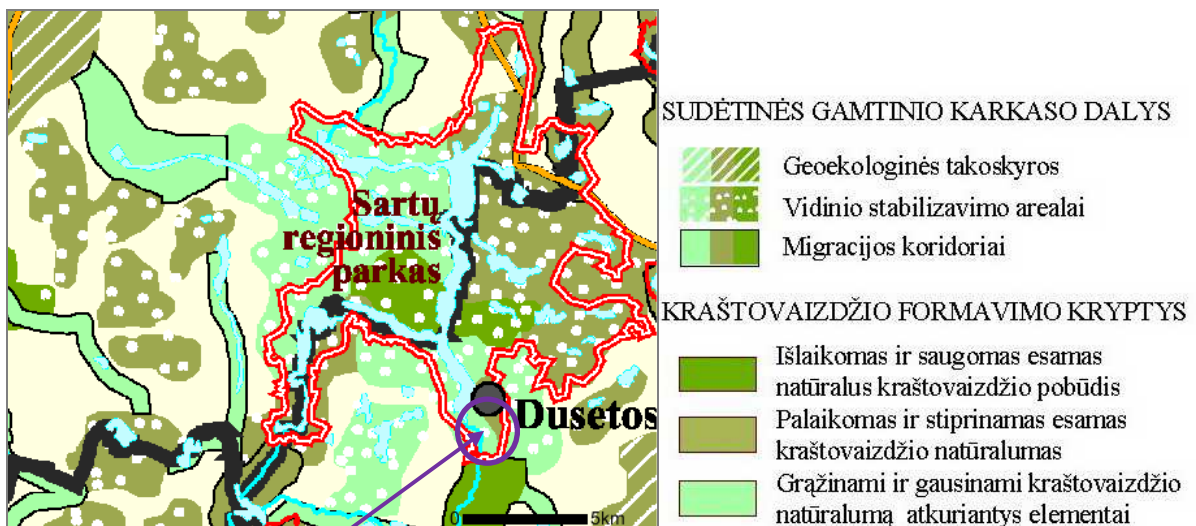 Sartų
regioninis
parkas
Dusetos
0 5km
SUDĖTINĖS GAMTINIO KARKASO DALYS
Geoekologinės takoskyros
Vidinio stabilizavimo arealai
Migracijos koridoriai
KRAŠTOVAIZDŽIO FORMAVIMO KRYPTYS
Išlaikomas ir saugomas esamas
natūralus kraštovaizdžio pobūdis
Palaikomas ir stiprinamas esamas
kraštovaizdžio natūralumas
Grąžinami ir gausinami kraštovaizdžio
natūralumą atkuriantys elementai